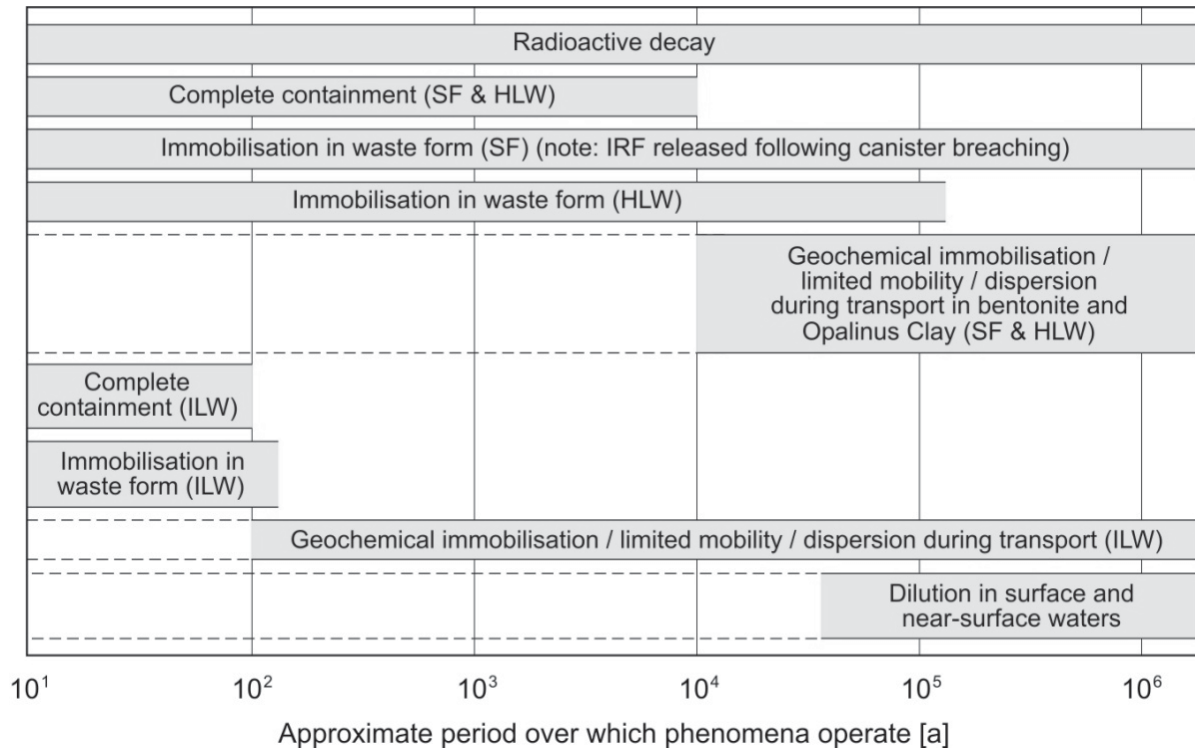 Radioactive decay
Complete containment (SF & HLW)
Immobilisation in waste form (SF) (note: IRF released following canister breaching)
Immobilisation in waste form (HLW)
Geochemical immobilisation /
limited mobility / dispersion
during transport in bentonite and
Opalinus Clay (SF & HLW)
Complete
containment (ILW)
Immobilisation in
waste form (ILW)
Geochemical immobilisation / limited mobility / dispersion during transport (ILW)
Dilution in surface and
near-surface waters
10¹ 10² 10³ 10⁴ 10⁵ 10⁶
Approximate period over which phenomena operate [a]